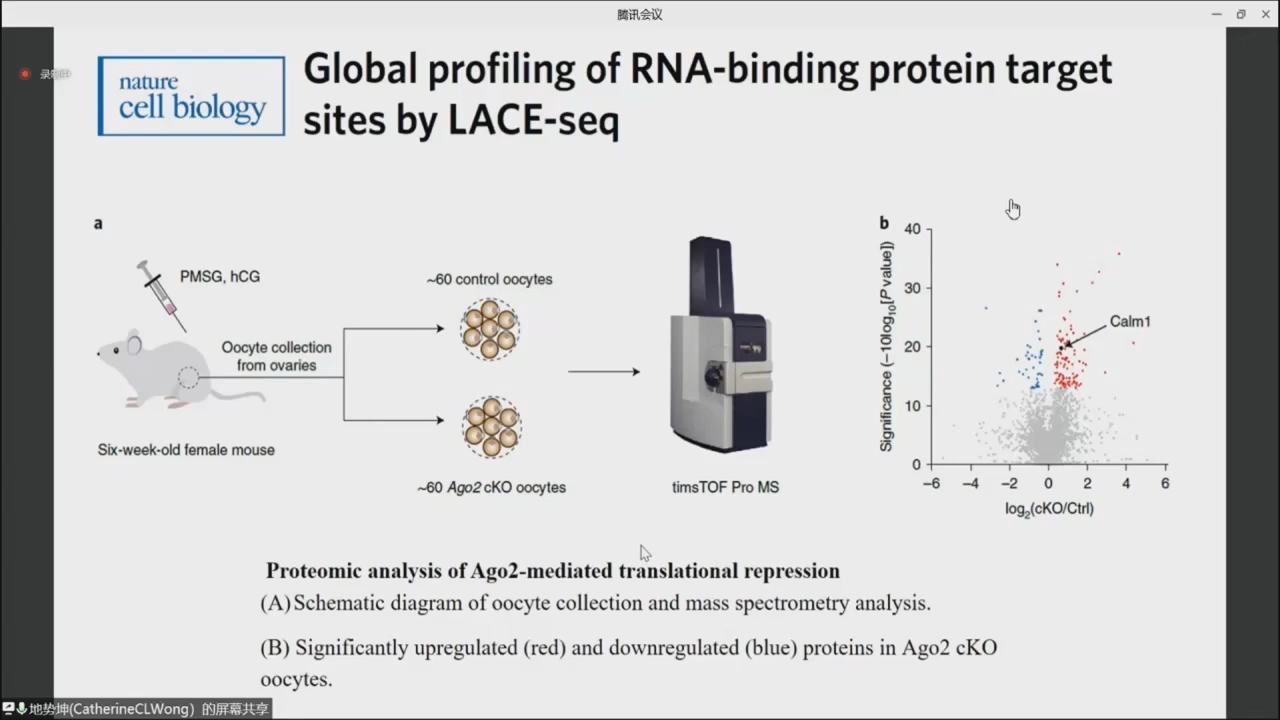 腾讯会议
录制中
nature
cell biology
Global profiling of RNA-binding protein target
sites by LACE-seq
a
PMSG, hCG
Oocyte collection
from ovaries
Six-week-old female mouse
~60 control oocytes
~60 Ago2 cKO oocytes
timsTOF Pro MS
b
Significance (−10log10[P value])
40
30
20
10
0
Calm1
−6 −4 −2 0 2 4 6
log2(cKO/Ctrl)
Proteomic analysis of Ago2-mediated translational repression
(A) Schematic diagram of oocyte collection and mass spectrometry analysis.
(B) Significantly upregulated (red) and downregulated (blue) proteins in Ago2 cKO
oocytes.
地势坤(CatherineCLWong)的屏幕共享